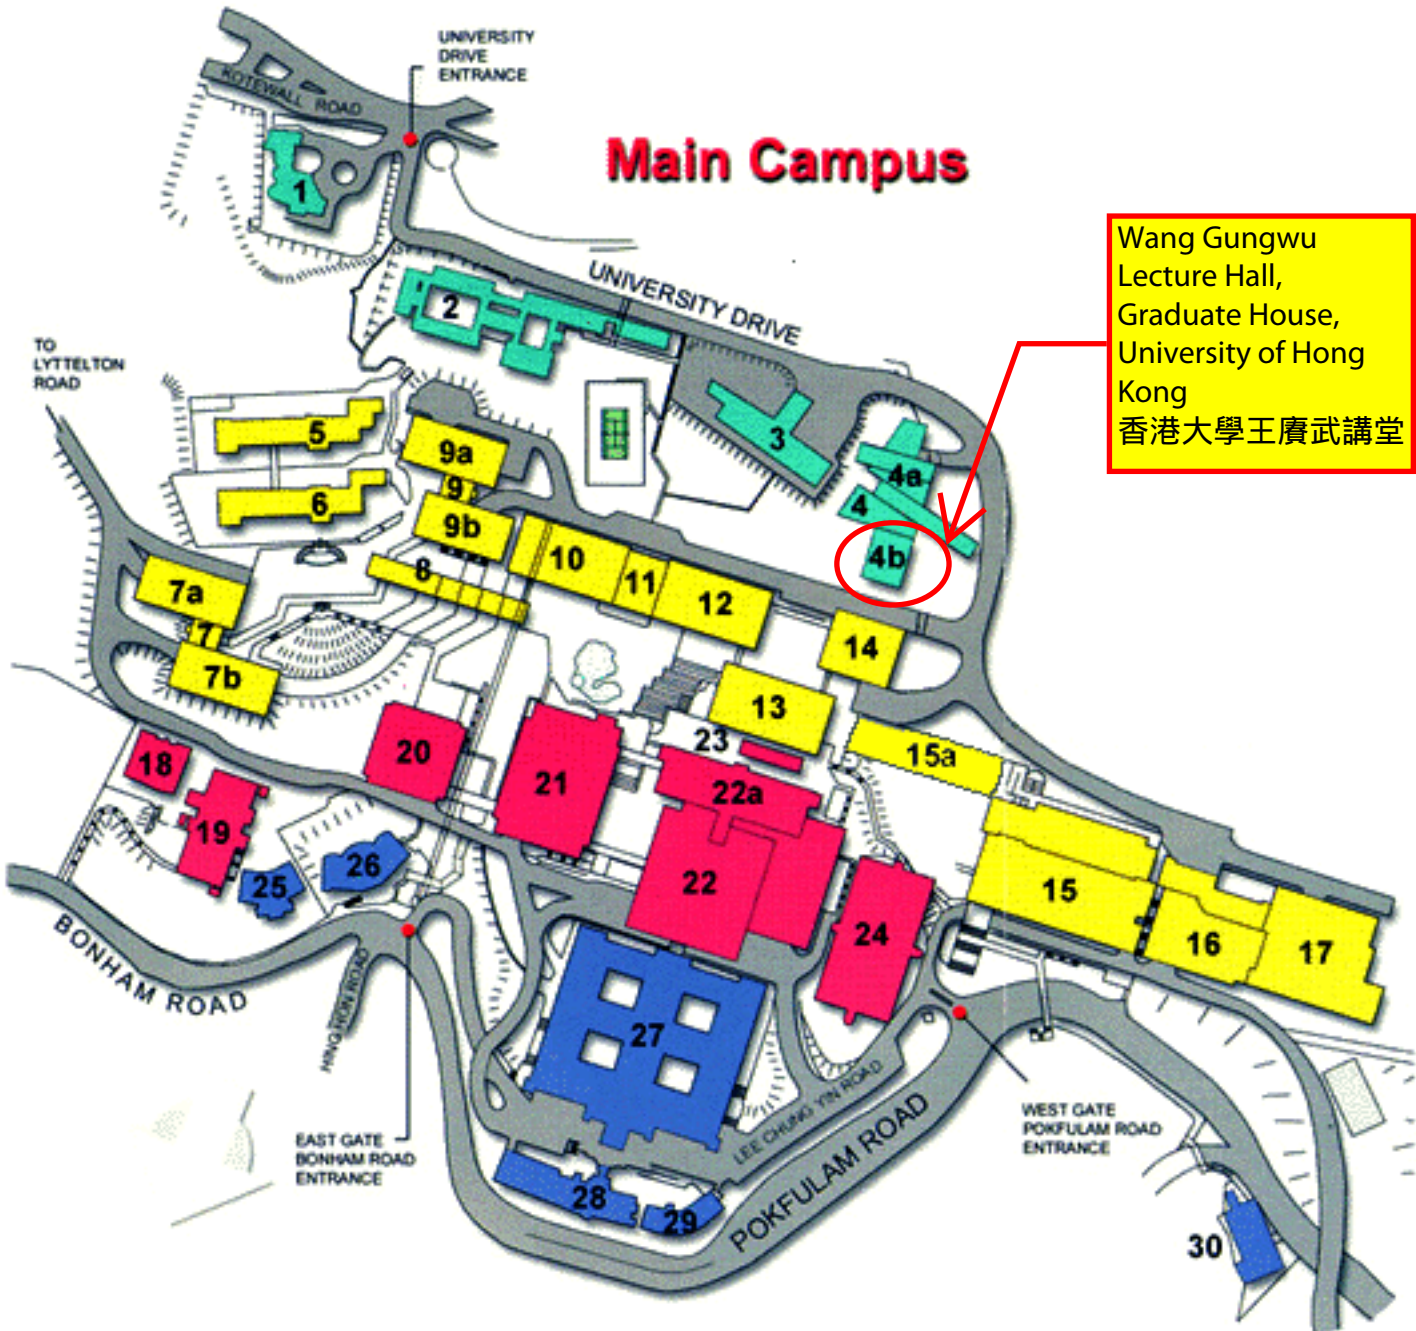 UNIVERSITY
DRIVE
ENTRANCE
KOTEWALL ROAD
Main Campus
1
Wang Gungwu
Lecture Hall,
Graduate House,
University of Hong
Kong
香港大學王賡武講堂
UNIVERSITY DRIVE
2
TO
LYTTELTON
ROAD
3
5
9a
4a
6
9
4
9b
4b
10
8
11
7a
12
7
14
7b
13
23
20
15a
18
21
22a
19
26
25
22
15
24
16
17
BONHAM ROAD
HING HON ROAD
27
LEE CHUNG YIN ROAD
POKFULAM ROAD
WEST GATE
POKFULAM ROAD
ENTRANCE
EAST GATE
BONHAM ROAD
ENTRANCE
28
29
30